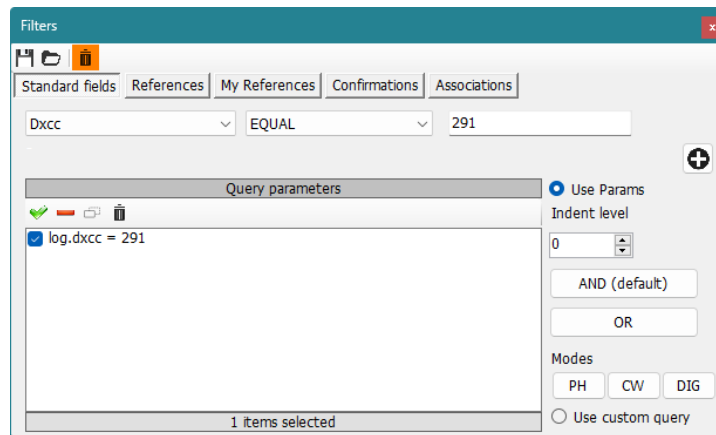 Filters
x
Standard fields References My References Confirmations Associations
Dxcc EQUAL 291
Query parameters
Use Params
Indent level
log.dxcc = 291
0
AND (default)
OR
Modes
PH CW DIG
Use custom query
1 items selected